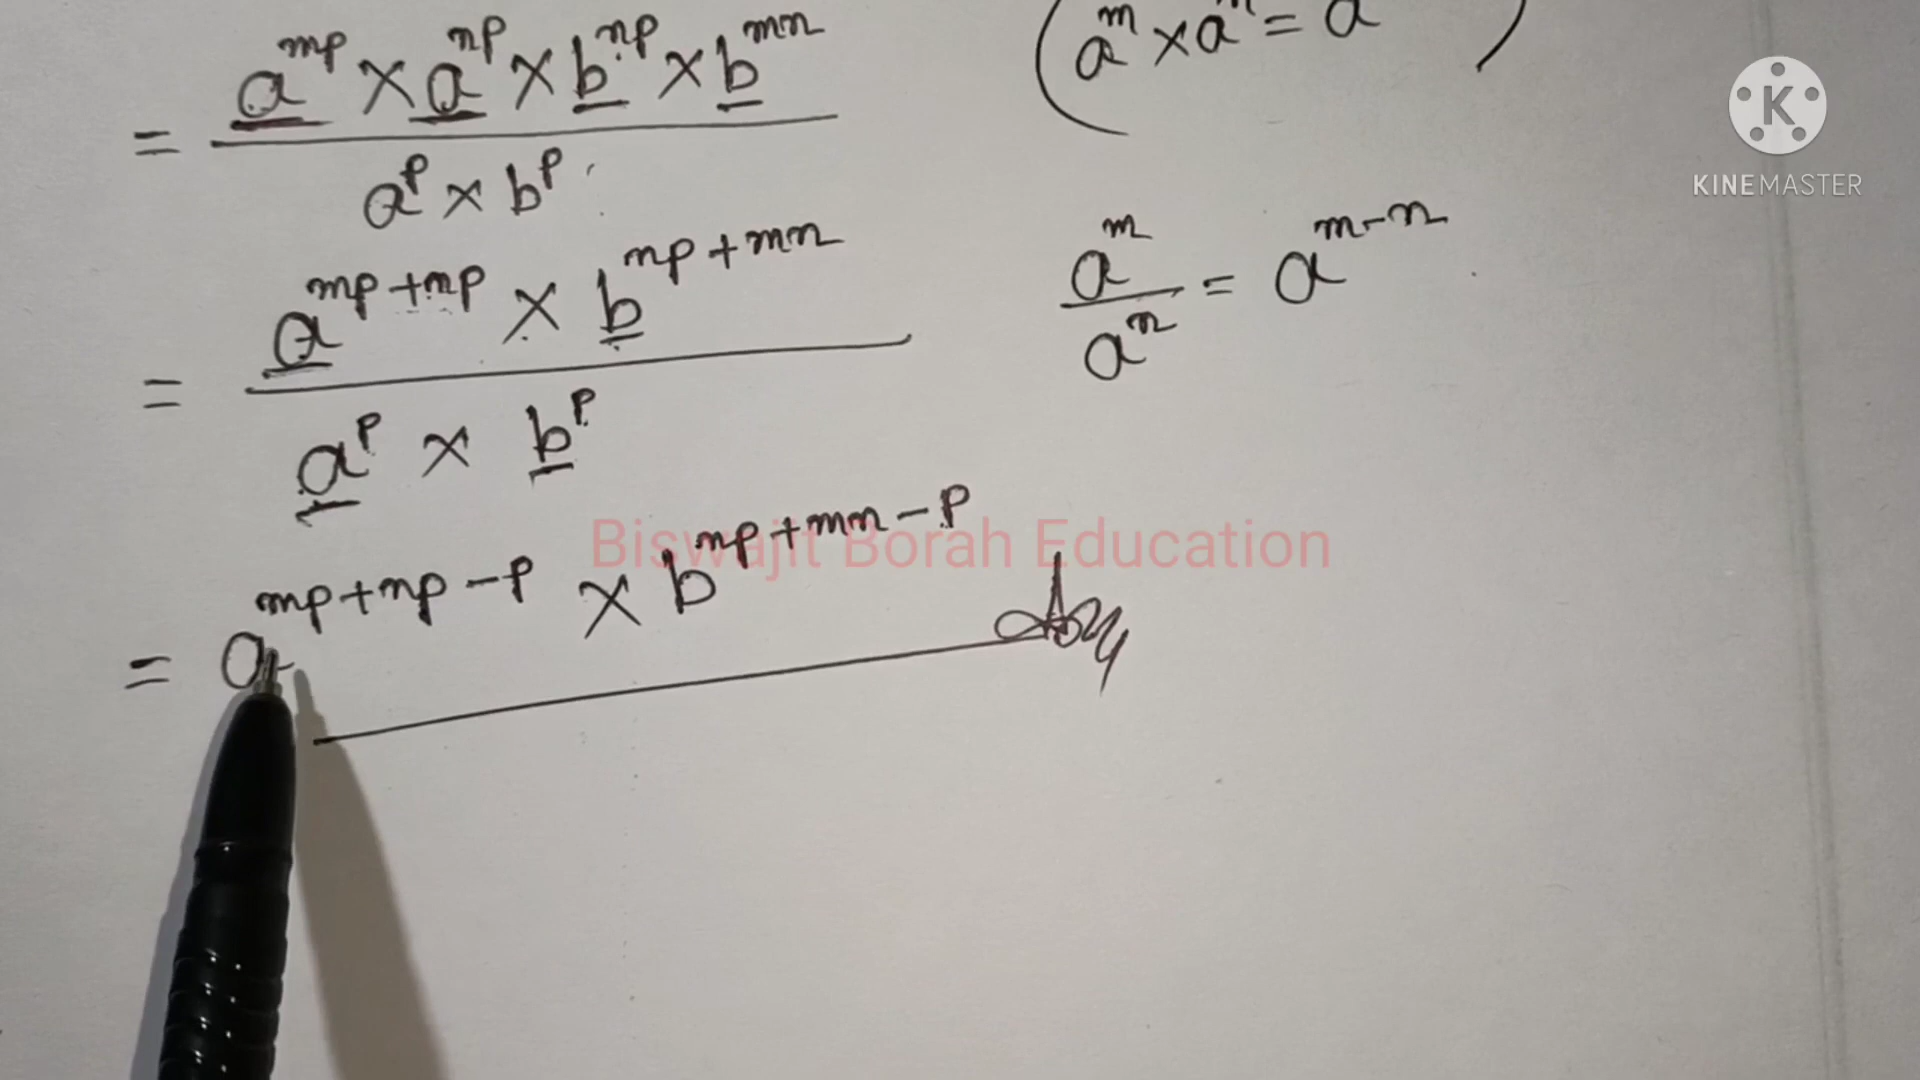 = a^mp × a^np × b^np × b^mn / a^p × b^p
(a^m × a^n = a )
= a^mp+np × b^np+mn / a^p × b^p
a^m / a^n = a^m-n
= a^mp+np-p × b^np+mn-p
KINEMASTER
Biswajit Borah Education